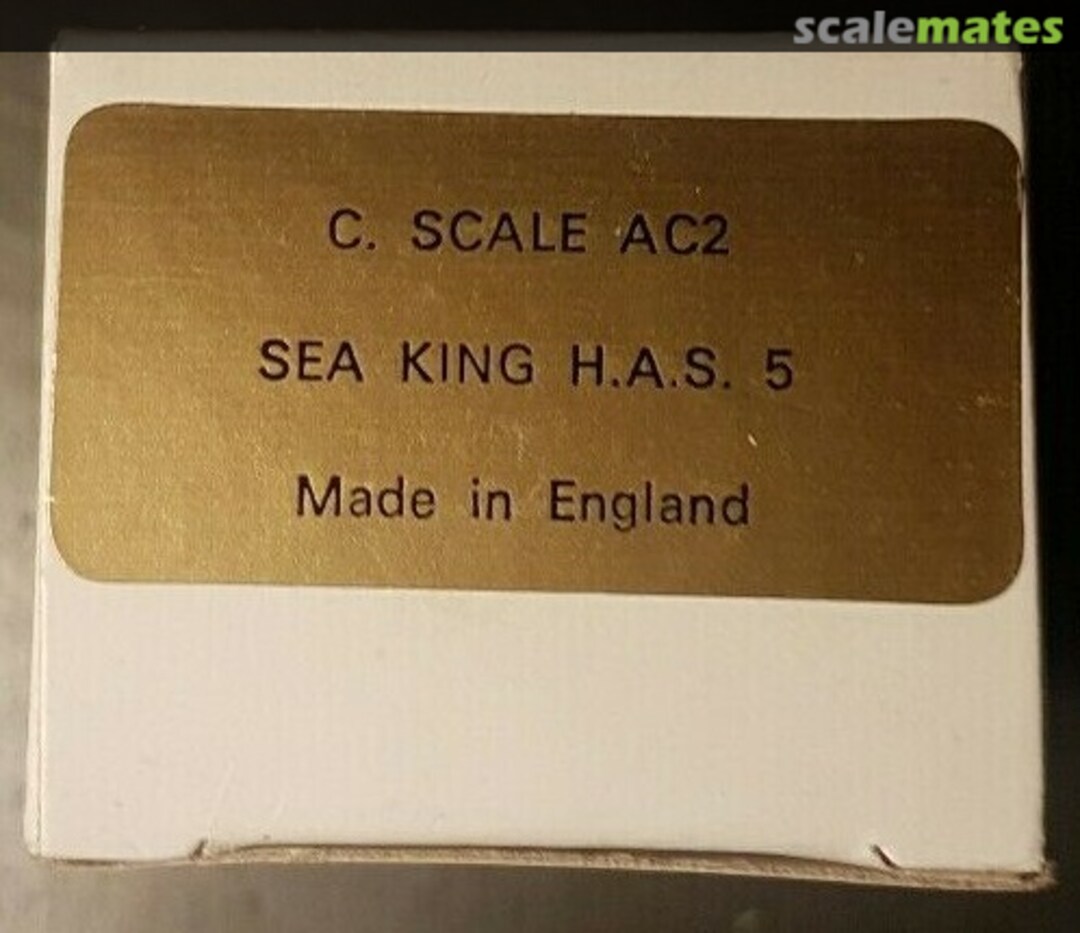 scalemates
C. SCALE AC2
SEA KING H.A.S. 5
Made in England